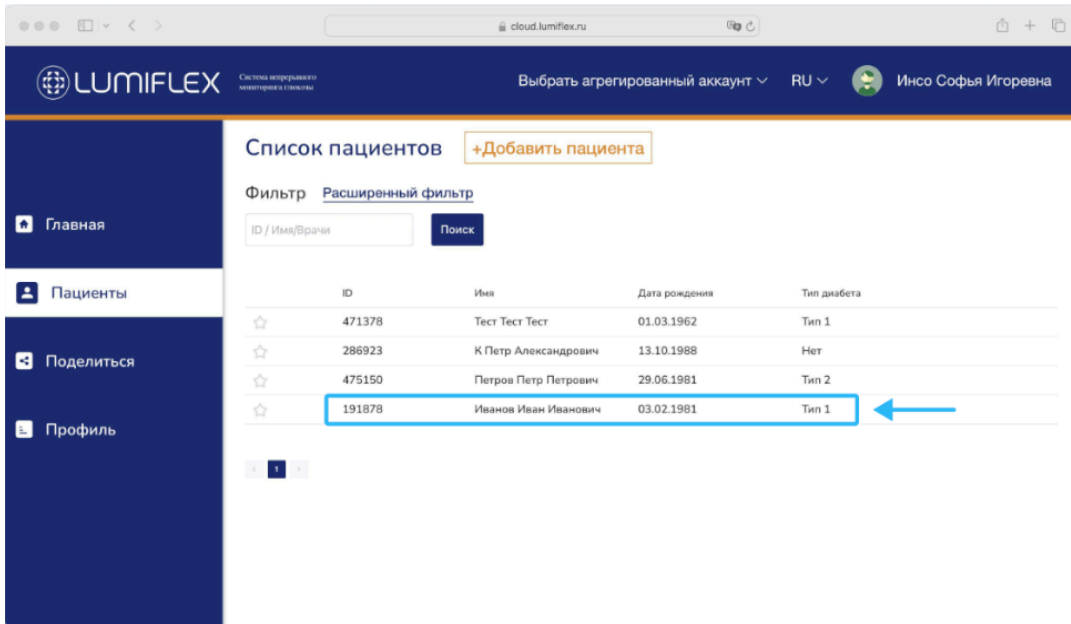 cloud.lumiflex.ru
LUMIFLEX
Система непрерывного
мониторинга глюкозы
Выбрать агрегированный аккаунт
RU
Инсо Софья Игоревна
Главная
Пациенты
Поделиться
Профиль
Список пациентов
+Добавить пациента
Фильтр Расширенный фильтр
ID / Имя/Врачи
Поиск
ID Имя Дата рождения Тип диабета
471378 Тест Тест Тест 01.03.1962 Тип 1
286923 К Петр Александрович 13.10.1988 Нет
475150 Петров Петр Петрович 29.06.1981 Тип 2
191878 Иванов Иван Иванович 03.02.1981 Тип 1
1